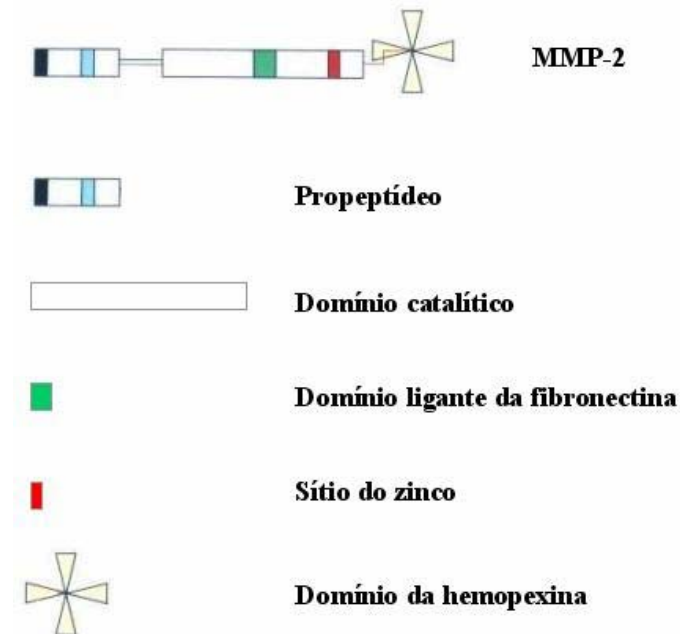 MMP-2
Propeptídeo
Domínio catalítico
Domínio ligante da fibronectina
Sítio do zinco
Domínio da hemopexina